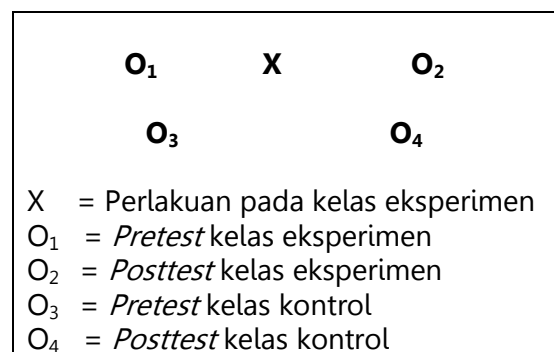 O₁ X O₂
O₃ O₄
X = Perlakuan pada kelas eksperimen
O₁ = Pretest kelas eksperimen
O₂ = Posttest kelas eksperimen
O₃ = Pretest kelas kontrol
O₄ = Posttest kelas kontrol